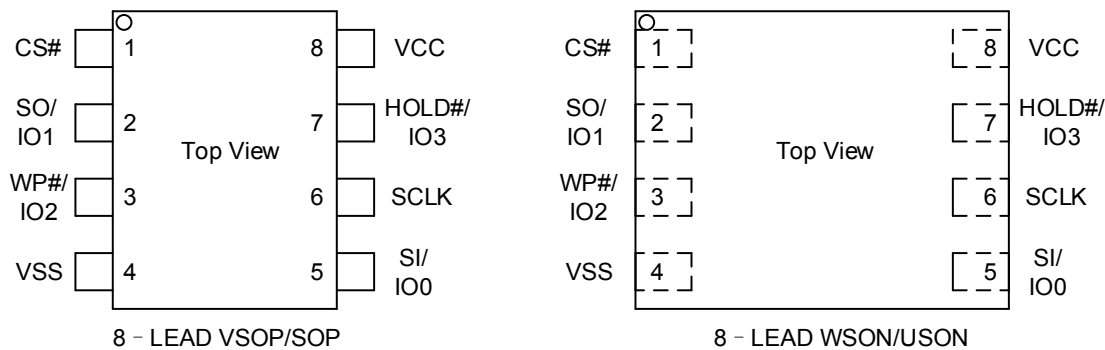 CS#
1
8
VCC
SO/
IO1
2
Top View
7
HOLD#/
IO3
WP#/
IO2
3
6
SCLK
VSS
4
5
SI/
IO0
8 - LEAD VSOP/SOP
CS#
1
8
VCC
SO/
IO1
2
Top View
7
HOLD#/
IO3
WP#/
IO2
3
6
SCLK
VSS
4
5
SI/
IO0
8 - LEAD WSON/USON